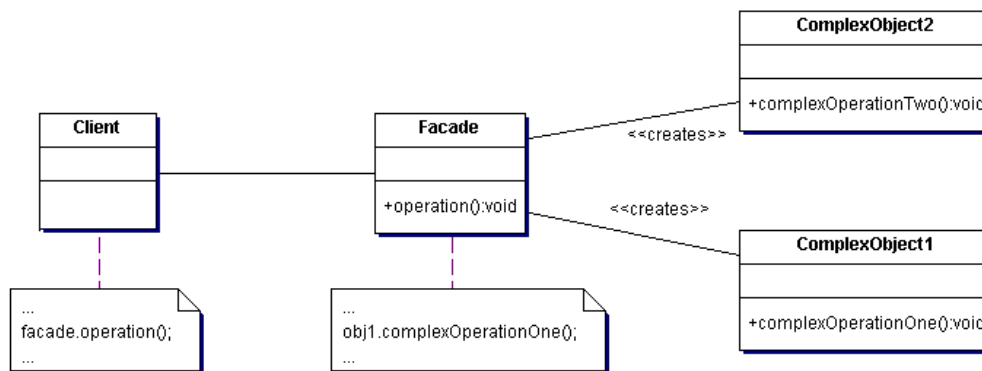 ComplexObject2
+complexOperationTwo():void
<<creates>>
Client
Facade
+operation():void
<<creates>>
ComplexObject1
+complexOperationOne():void
...
facade.operation();
...
...
obj1.complexOperationOne();
...